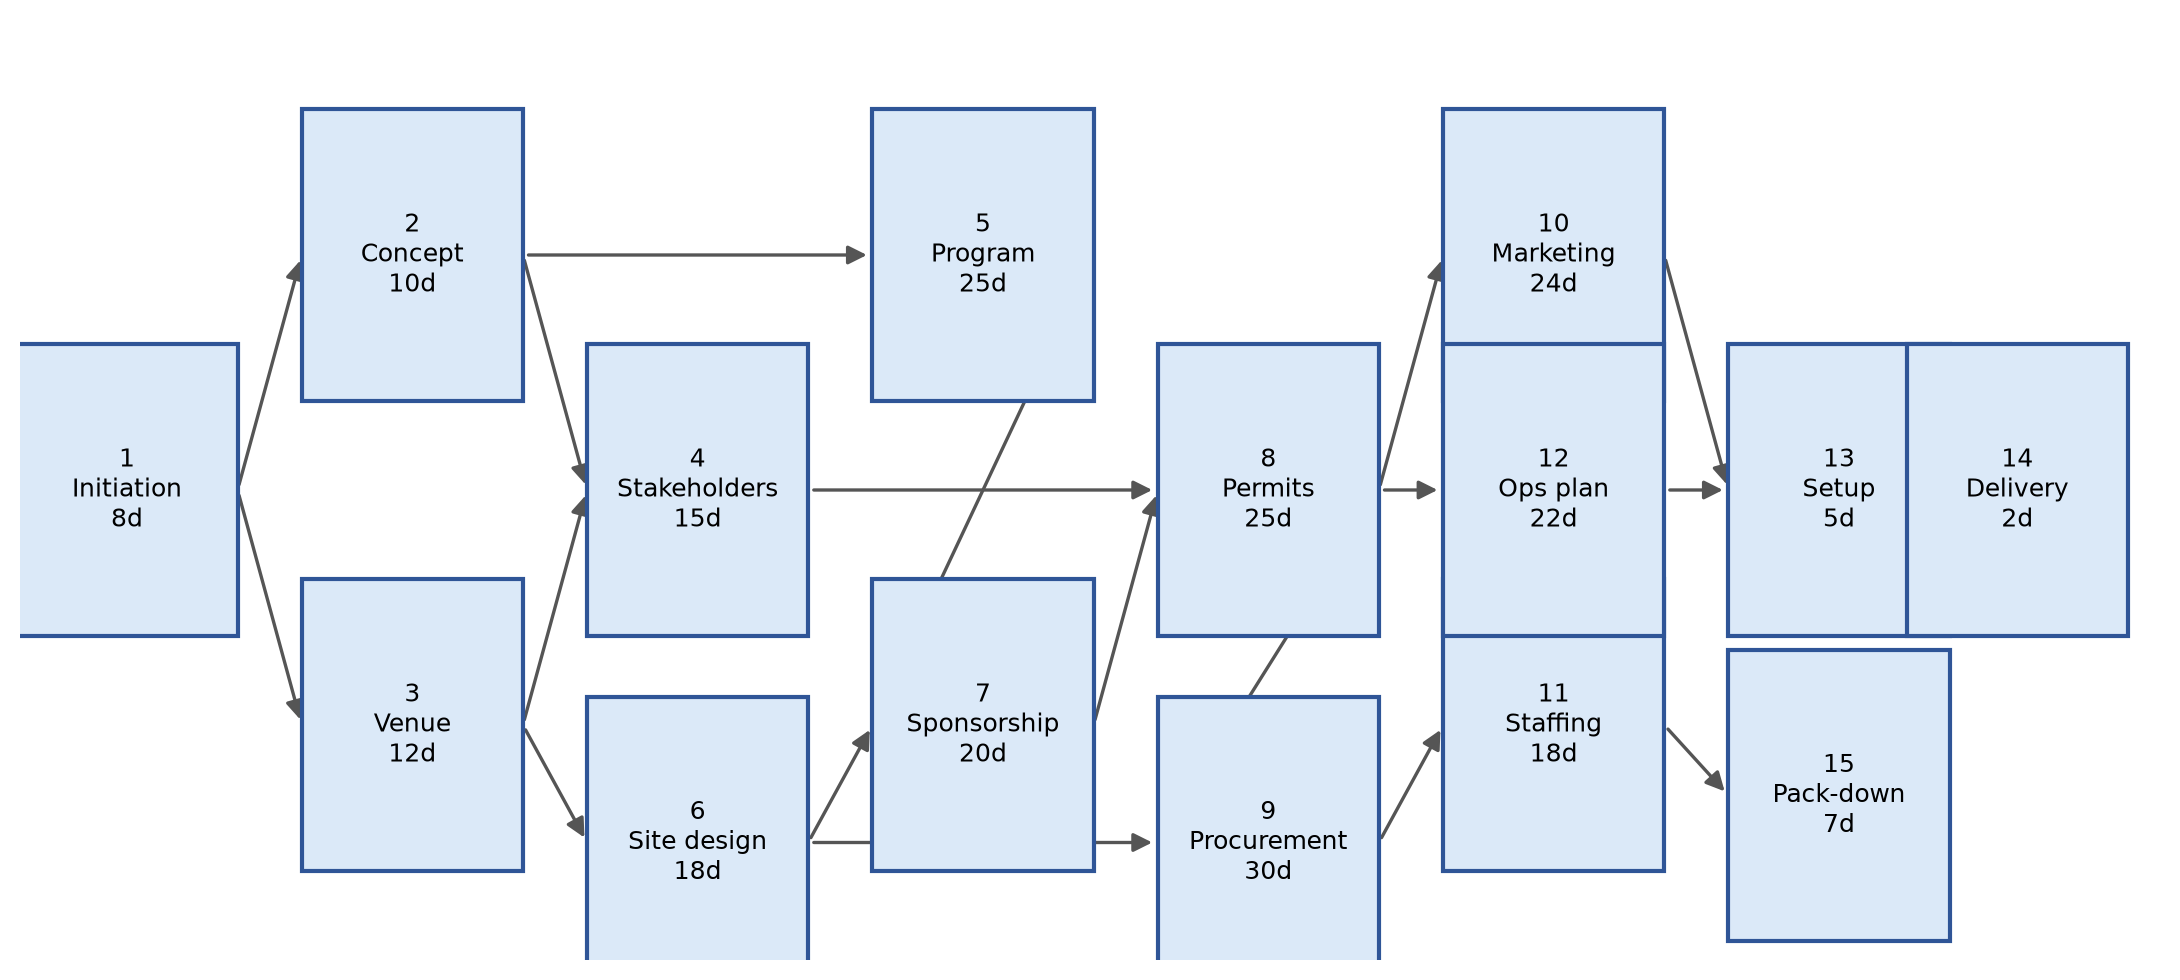 1
Initiation
8d
2
Concept
10d
3
Venue
12d
4
Stakeholders
15d
5
Program
25d
6
Site design
18d
7
Sponsorship
20d
8
Permits
25d
9
Procurement
30d
10
Marketing
24d
12
Ops plan
22d
11
Staffing
18d
13
Setup
5d
14
Delivery
2d
15
Pack-down
7d